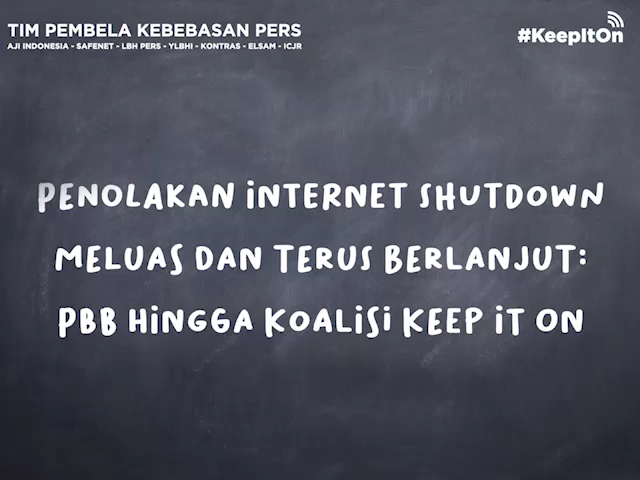 TIM PEMBELA KEBEBASAN PERS
AJI INDONESIA - SAFENET - LBH PERS - YLBHI - KONTRAS - ELSAM - ICJR
#KeepItOn
PENOLAKAN INTERNET SHUTDOWN
MELUAS DAN TERUS BERLANJUT:
PBB HINGGA KOALISI KEEP IT ON